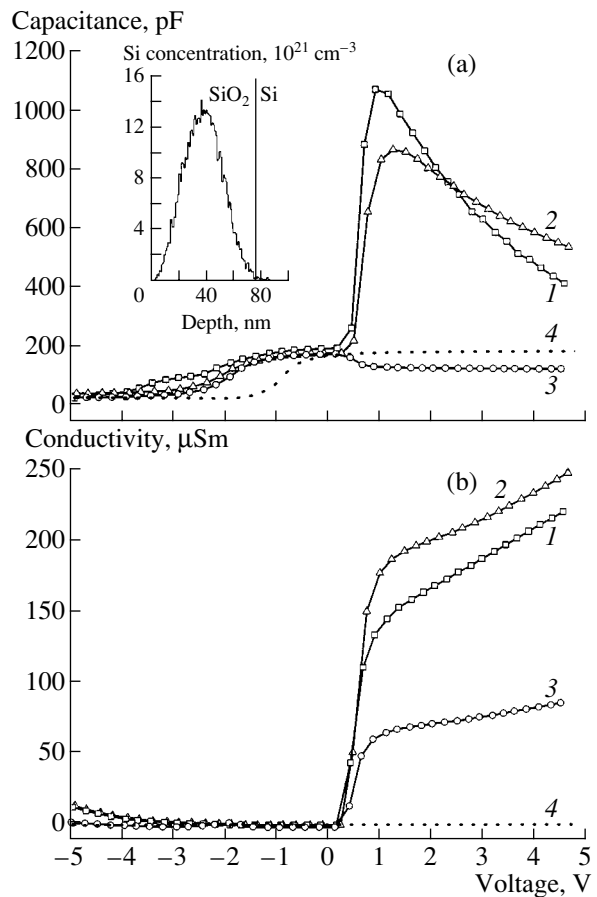 Capacitance, pF
1200
1000
800
600
400
200
0
(a)
Si concentration, 10²¹ cm⁻³
16
12
8
4
0 40 80
SiO₂ Si
Depth, nm
2
1
4
3
Conductivity, μSm
250
200
150
100
50
0
(b)
2
1
3
4
−5 −4 −3 −2 −1 0 1 2 3 4 5
Voltage, V